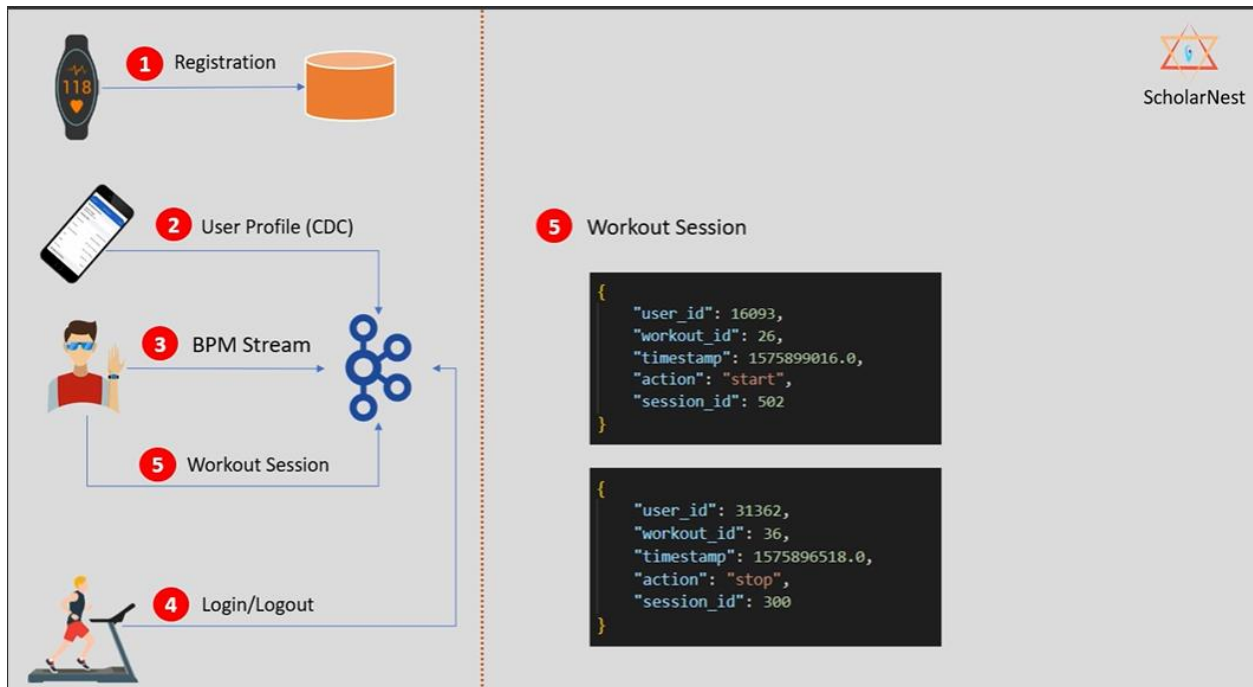 118
1 Registration
2 User Profile (CDC)
3 BPM Stream
5 Workout Session
4 Login/Logout
ScholarNest
5 Workout Session
{
"user_id": 16093,
"workout_id": 26,
"timestamp": 1575899016.0,
"action": "start",
"session_id": 502
}
{
"user_id": 31362,
"workout_id": 36,
"timestamp": 1575896518.0,
"action": "stop",
"session_id": 300
}